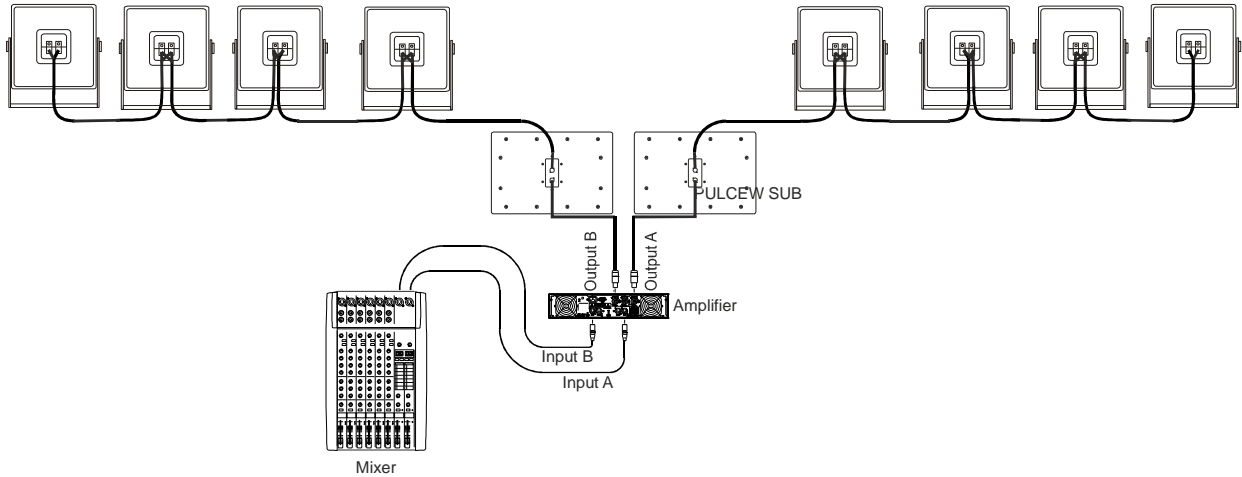 PULCEW SUB
Output B
Output A
Amplifier
Input B
Input A
Mixer